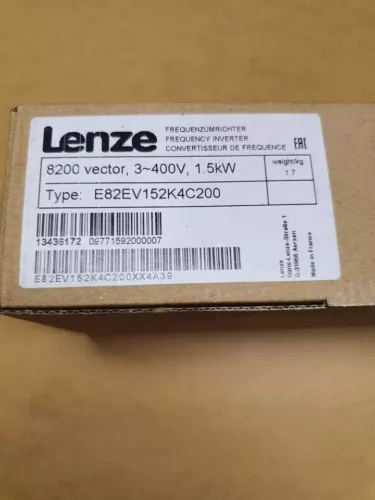 Lenze
FREQUENZUMRICHTER
FREQUENCY INVERTER
CONVERTISSEUR DE FREQUENCE
EAC
8200 vector, 3~400V, 1.5kW
weight/kg
1.7
Type: E82EV152K4C200
13436172 09771592000007
E82EV152K4C200XX4A39
Lenze
Hans-Lenze-Straße 1
D-31855 Aerzen
Made in France